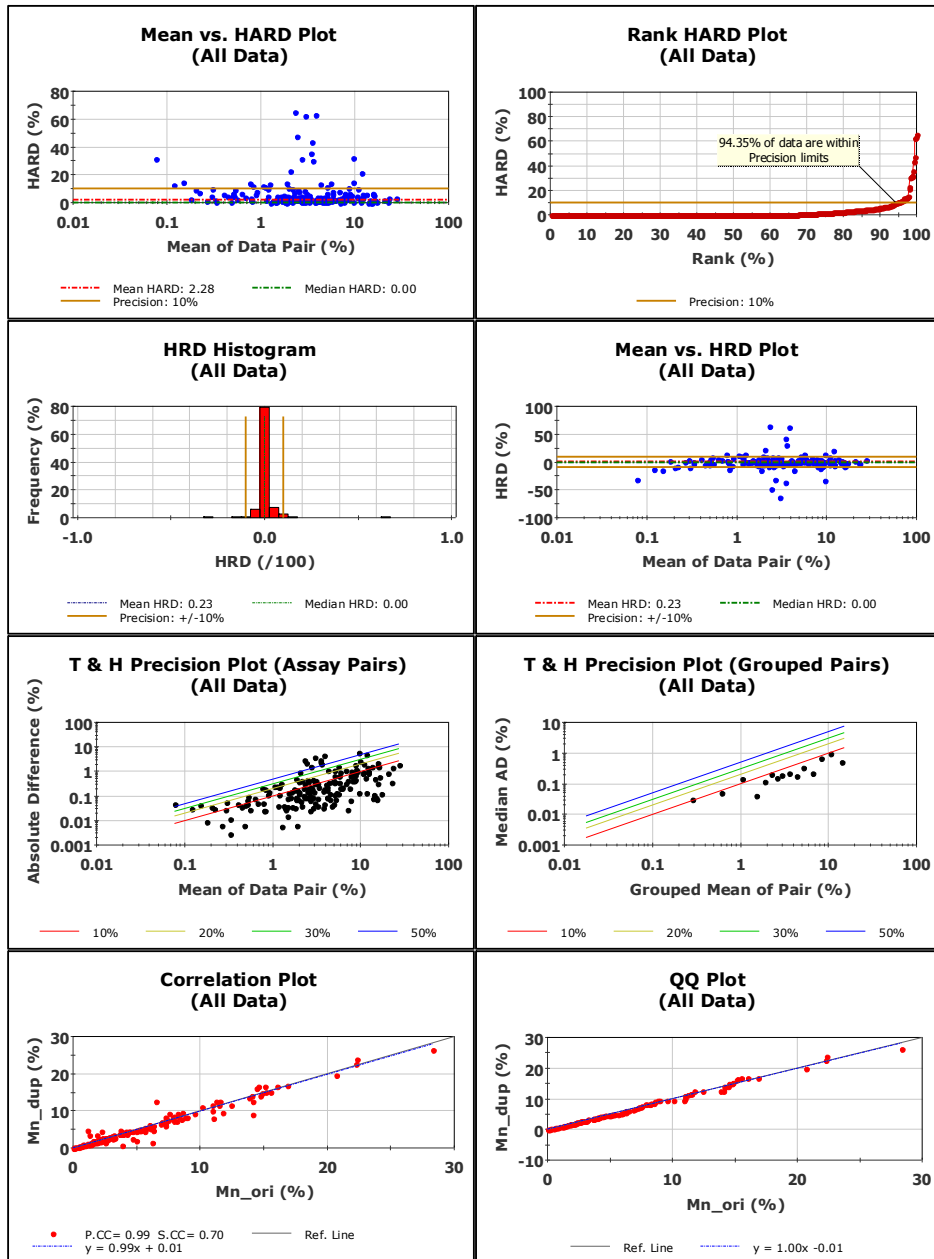 Mean vs. HARD Plot
(All Data)
HARD (%)
80
60
40
20
10
0
0.01
0.10
1
10
100
Mean of Data Pair (%)
Mean HARD: 2.28
Median HARD: 0.00
Precision: 10%
Rank HARD Plot
(All Data)
HARD (%)
100
80
60
40
20
10
0
94.35% of data are within
Precision limits
0
10
20
30
40
50
60
70
80
90
100
Rank (%)
Precision: 10%
HRD Histogram
(All Data)
Frequency (%)
80
60
40
20
0
-1.0
0.0
1.0
HRD (/100)
Mean HRD: 0.23
Median HRD: 0.00
Precision: +/-10%
Mean vs. HRD Plot
(All Data)
HRD (%)
100
50
10
0
-10
-50
-100
0.01
0.10
1
10
100
Mean of Data Pair (%)
Mean HRD: 0.23
Median HRD: 0.00
Precision: +/-10%
T & H Precision Plot (Assay Pairs)
(All Data)
Absolute Difference (%)
100
10
1
0.10
0.01
0.001
0.01
0.10
1
10
100
Mean of Data Pair (%)
10%
20%
30%
50%
T & H Precision Plot (Grouped Pairs)
(All Data)
Median AD (%)
10
1
0.1
0.01
0.001
0.01
0.1
1
10
100
Grouped Mean of Pair (%)
10%
20%
30%
50%
Correlation Plot
(All Data)
Mn_dup (%)
30
20
10
0
0
10
20
30
Mn_ori (%)
P.CC= 0.99 S.CC= 0.70
Ref. Line
y = 0.99x + 0.01
QQ Plot
(All Data)
Mn_dup (%)
30
20
10
0
-10
0
10
20
30
Mn_ori (%)
Ref. Line
y = 1.00x -0.01